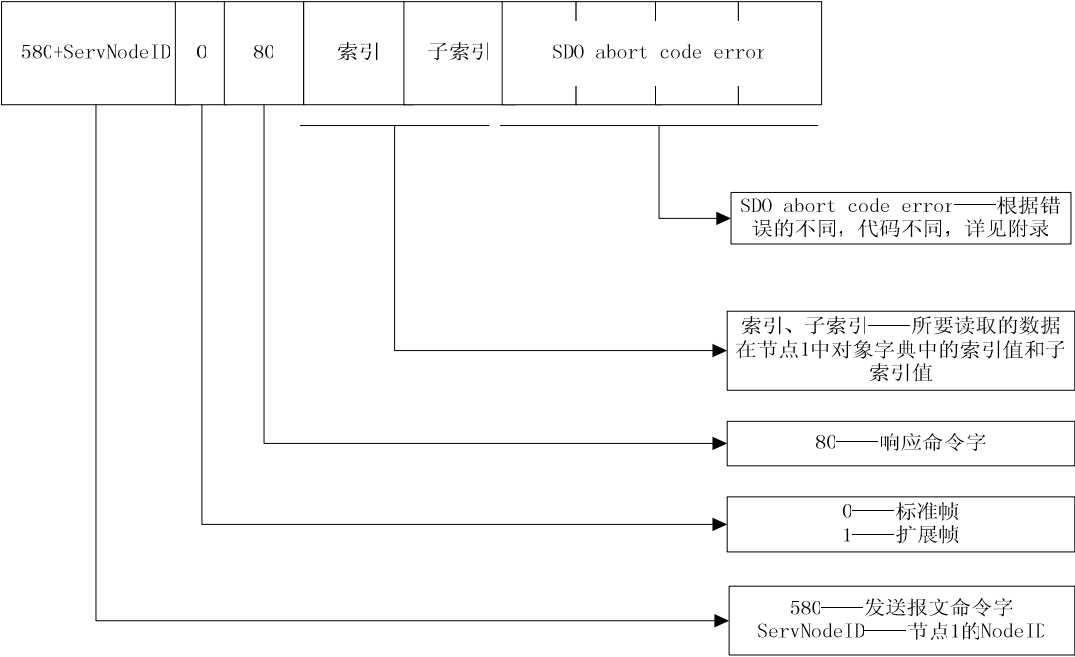 580+ServNodeID 0 80 索引 子索引 SDO abort code error
SDO abort code error——根据错
误的不同，代码不同，详见附录
索引、子索引——所要读取的数据
在节点1中对象字典中的索引值和子
索引值
80——响应命令字
0——标准帧
1——扩展帧
580——发送报文命令字
ServNodeID——节点1的NodeID